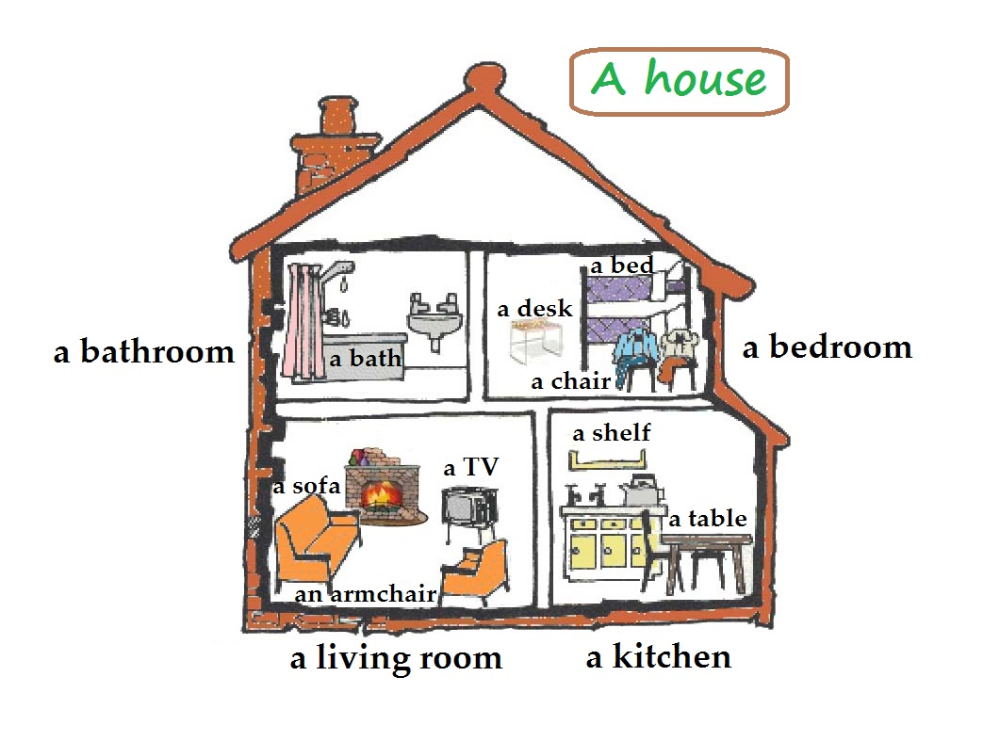 A house
a bed
a desk
a bathroom
a bath
a bedroom
a chair
a shelf
a TV
a sofa
a table
an armchair
a living room
a kitchen